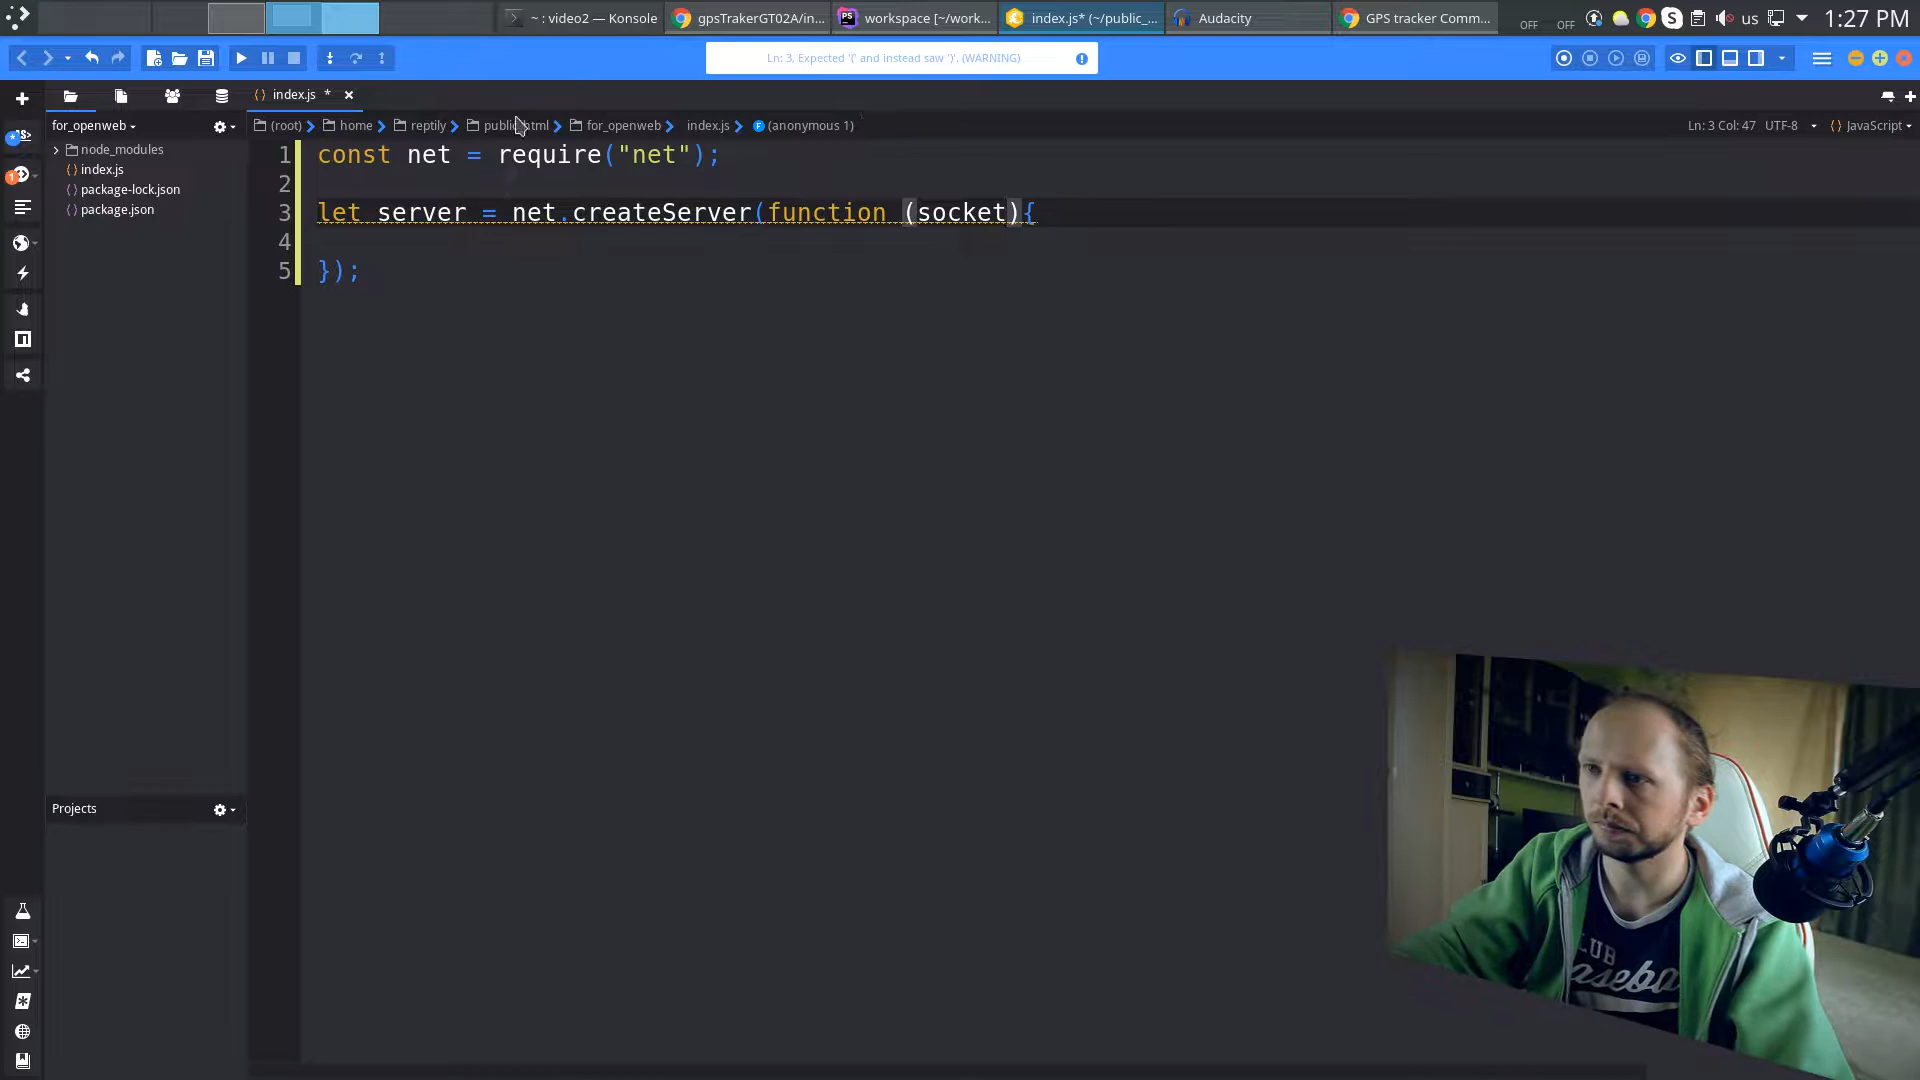 ~ : video2 — Konsole
gpsTrakerGT02A/in...
workspace [~/work...
index.js* (~/public_...
Audacity
GPS tracker Comm...
OFF
OFF
us
1:27 PM
Ln: 3, Expected '(' and instead saw ')'. (WARNING)
index.js *
for_openweb
(root)
home
reptily
public_html
for_openweb
index.js
(anonymous 1)
Ln: 3 Col: 47
UTF-8
JavaScript
node_modules
index.js
package-lock.json
package.json
1 const net = require("net");
2
3 let server = net.createServer(function (socket){
4
5 });
Projects
CLUB